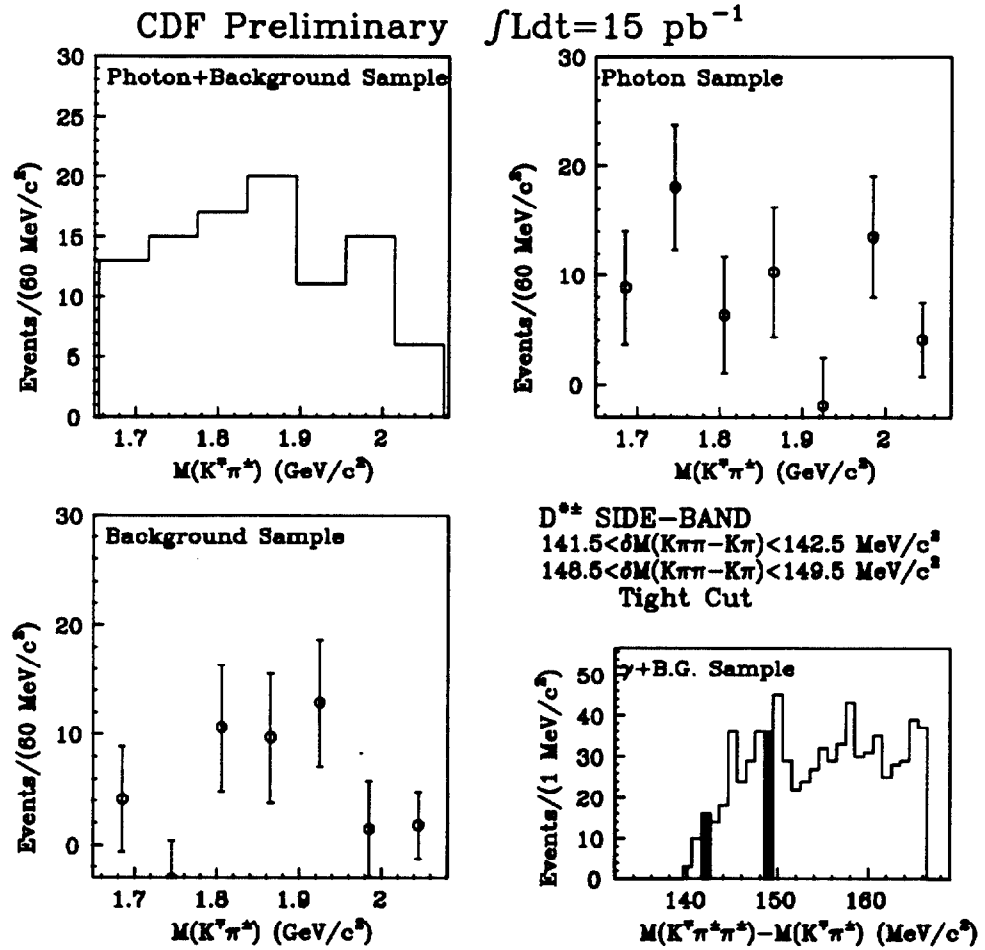 CDF Preliminary ∫Ldt=15 pb⁻¹
Photon+Background Sample
Events/(60 MeV/c²)
30
25
20
15
10
5
0
1.7 1.8 1.9 2
M(K∓π±) (GeV/c²)
Photon Sample
Events/(60 MeV/c²)
30
20
10
0
1.7 1.8 1.9 2
M(K∓π±) (GeV/c²)
Background Sample
Events/(60 MeV/c²)
30
20
10
0
1.7 1.8 1.9 2
M(K∓π±) (GeV/c²)
D*± SIDE-BAND
141.5<δM(Kππ-Kπ)<142.5 MeV/c²
148.5<δM(Kππ-Kπ)<149.5 MeV/c²
Tight Cut
γ+B.G. Sample
Events/(1 MeV/c²)
50
40
30
20
10
0
140 150 160
M(K∓π±π±)-M(K∓π±) (MeV/c²)